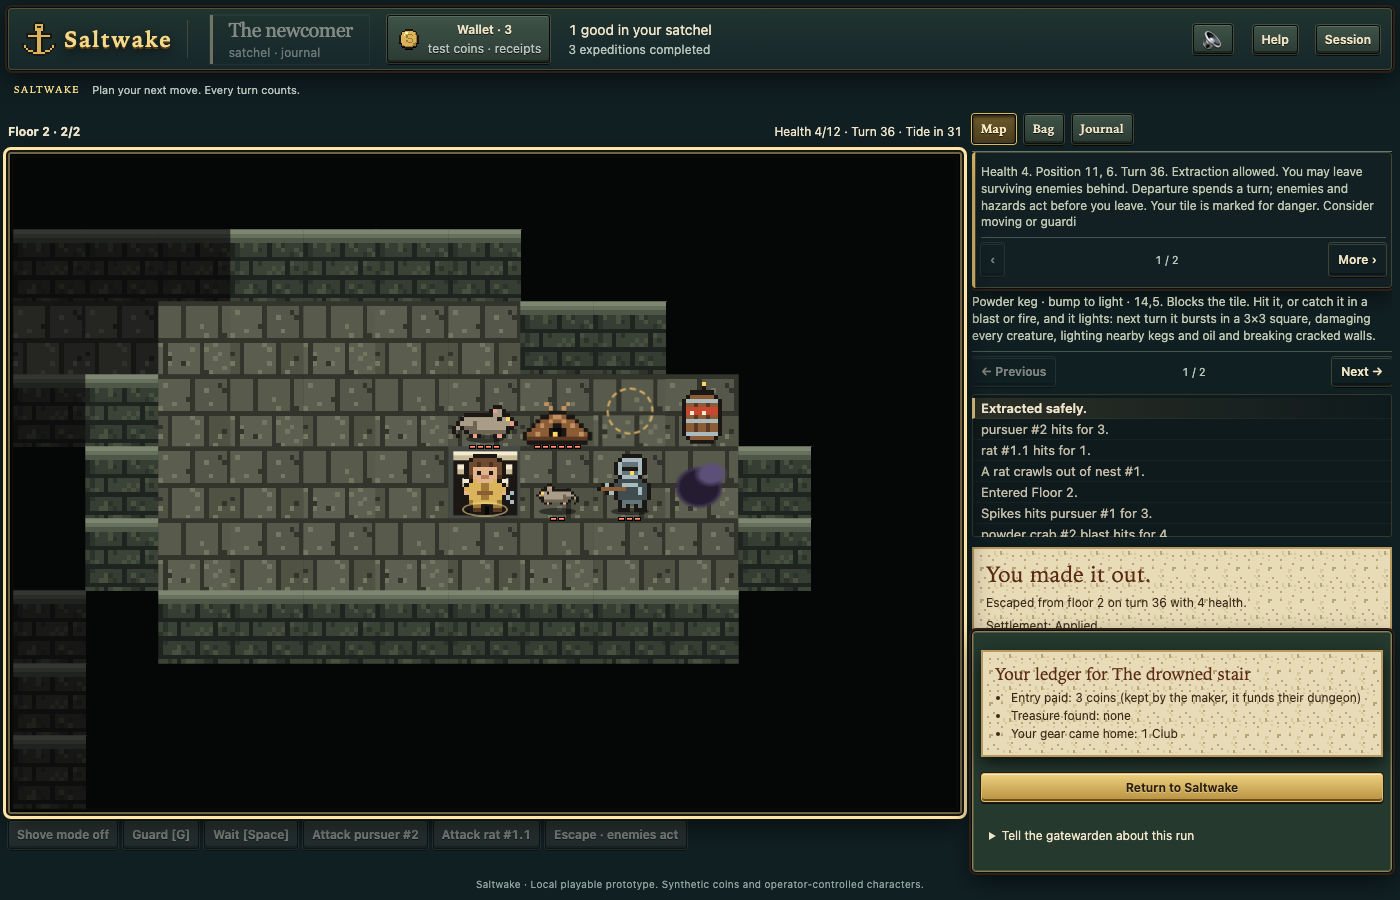 Saltwake
The newcomer
satchel · journal
Wallet · 3
test coins · receipts
1 good in your satchel
3 expeditions completed
Help
Session
SALTWAKE Plan your next move. Every turn counts.
Floor 2 · 2/2
Health 4/12 · Turn 36 · Tide in 31
Map
Bag
Journal
Health 4. Position 11, 6. Turn 36. Extraction allowed. You may leave
surviving enemies behind. Departure spends a turn; enemies and
hazards act before you leave. Your tile is marked for danger. Consider
moving or guardi
‹
1 / 2
More ›
Powder keg · bump to light · 14,5. Blocks the tile. Hit it, or catch it in a
blast or fire, and it lights: next turn it bursts in a 3×3 square, damaging
every creature, lighting nearby kegs and oil and breaking cracked walls.
← Previous
1 / 2
Next →
Extracted safely.
pursuer #2 hits for 3.
rat #1.1 hits for 1.
A rat crawls out of nest #1.
Entered Floor 2.
Spikes hits pursuer #1 for 3.
powder crab #2 blast hits for 4
You made it out.
Escaped from floor 2 on turn 36 with 4 health.
Settlement: Applied
Your ledger for The drowned stair
• Entry paid: 3 coins (kept by the maker, it funds their dungeon)
• Treasure found: none
• Your gear came home: 1 Club
Return to Saltwake
▶ Tell the gatewarden about this run
Shove mode off
Guard [G]
Wait [Space]
Attack pursuer #2
Attack rat #1.1
Escape · enemies act
Saltwake · Local playable prototype. Synthetic coins and operator-controlled characters.